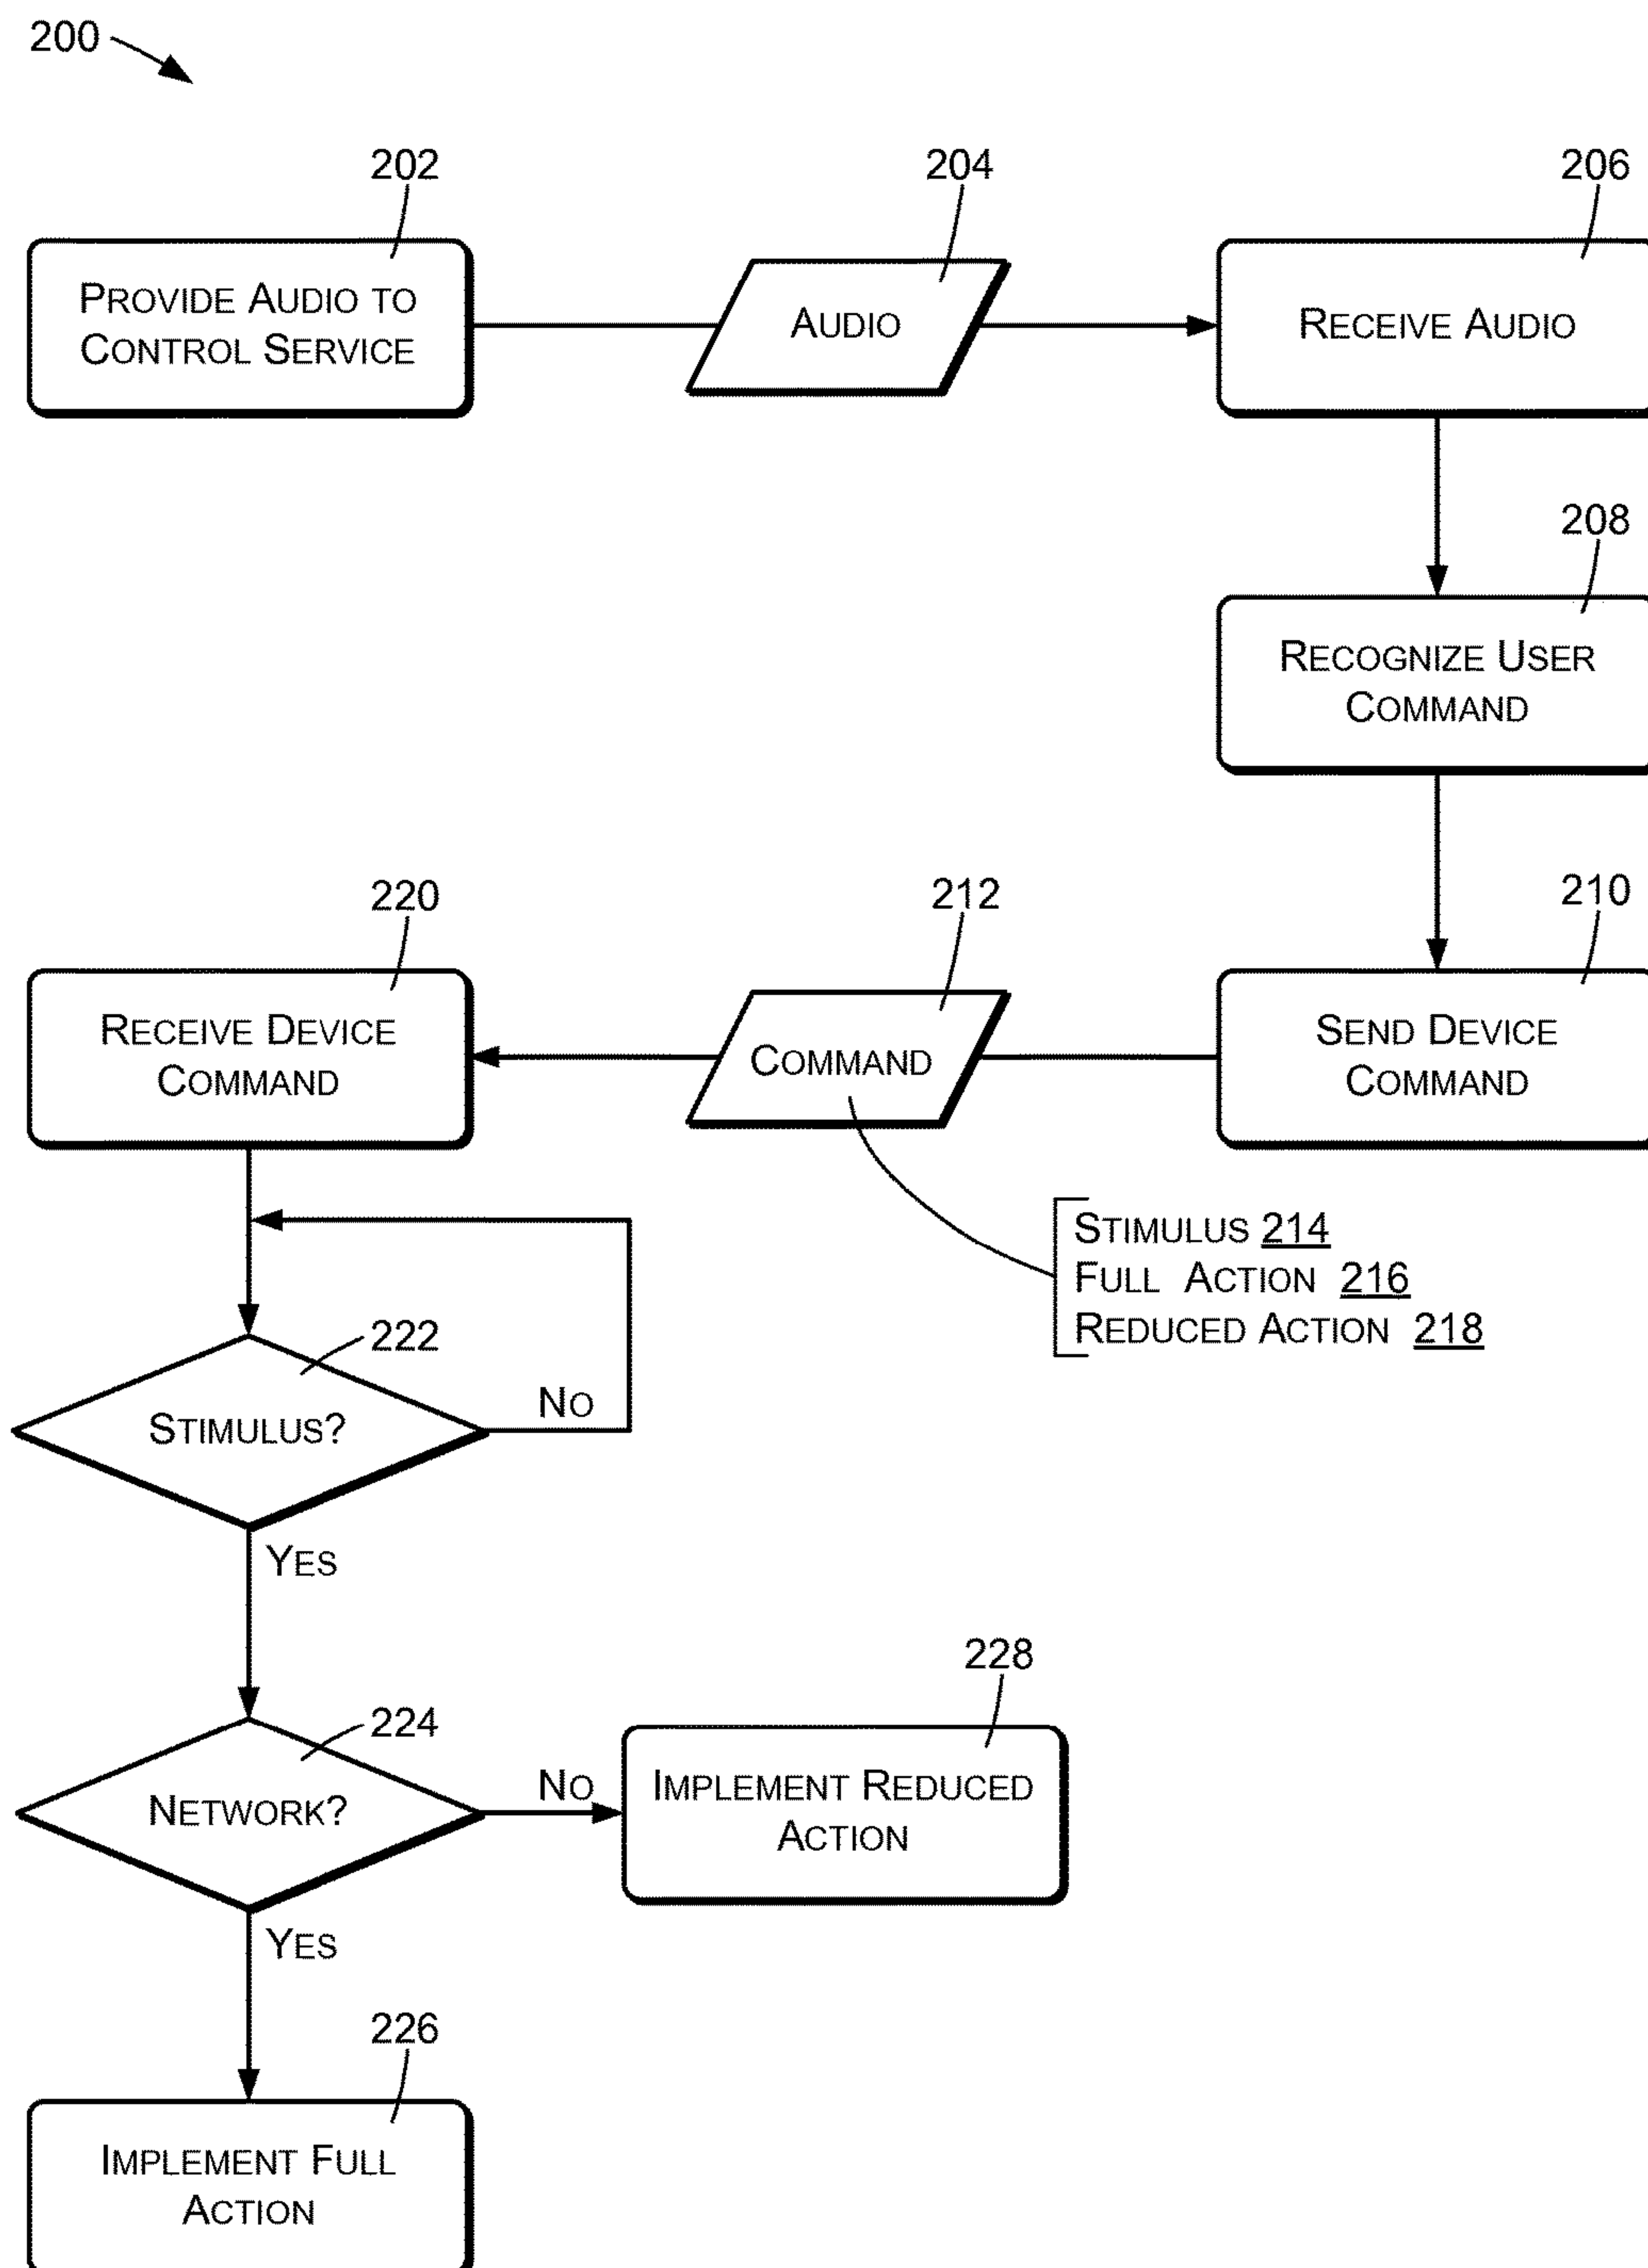 200
202
204
206
PROVIDE AUDIO TO
CONTROL SERVICE
AUDIO
RECEIVE AUDIO
208
RECOGNIZE USER
COMMAND
220
212
210
RECEIVE DEVICE
COMMAND
COMMAND
SEND DEVICE
COMMAND
STIMULUS 214
FULL ACTION 216
REDUCED ACTION 218
222
STIMULUS?
NO
YES
228
224
NETWORK?
NO
IMPLEMENT REDUCED
ACTION
YES
226
IMPLEMENT FULL
ACTION